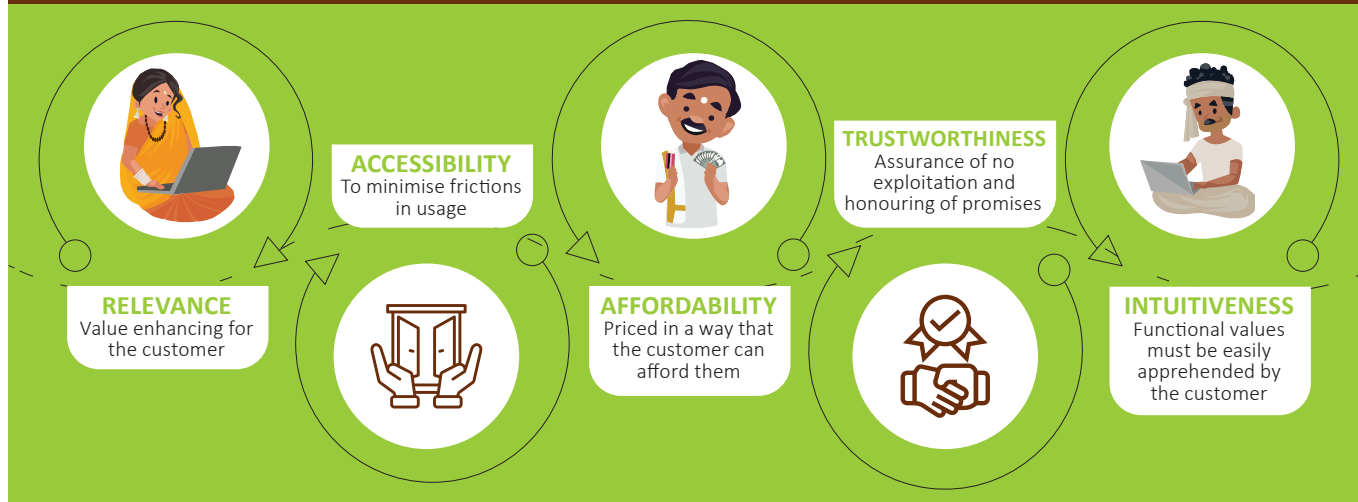 RELEVANCE
Value enhancing for
the customer
ACCESSIBILITY
To minimise frictions
in usage
AFFORDABILITY
Priced in a way that
the customer can
afford them
TRUSTWORTHINESS
Assurance of no
exploitation and
honouring of promises
INTUITIVENESS
Functional values
must be easily
apprehended by
the customer